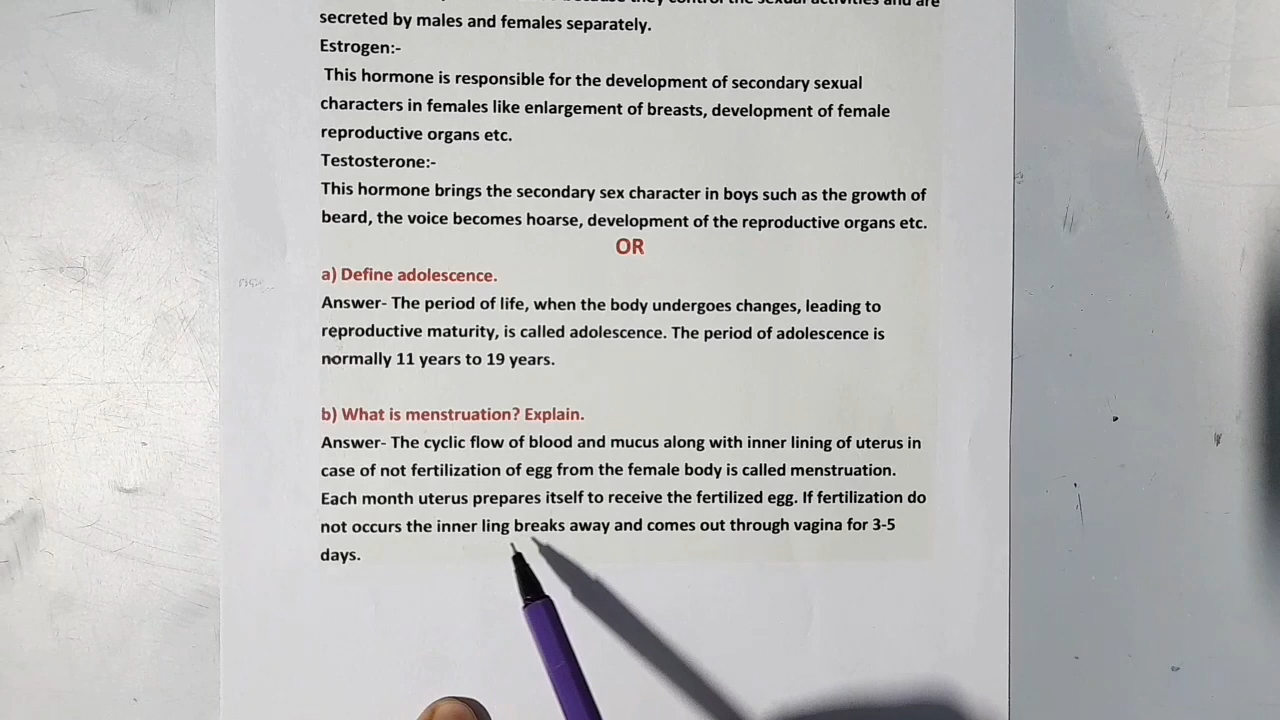 secreted by males and females separately.
Estrogen:-
This hormone is responsible for the development of secondary sexual
characters in females like enlargement of breasts, development of female
reproductive organs etc.
Testosterone:-
This hormone brings the secondary sex character in boys such as the growth of
beard, the voice becomes hoarse, development of the reproductive organs etc.
OR
a) Define adolescence.
Answer- The period of life, when the body undergoes changes, leading to
reproductive maturity, is called adolescence. The period of adolescence is
normally 11 years to 19 years.
b) What is menstruation? Explain.
Answer- The cyclic flow of blood and mucus along with inner lining of uterus in
case of not fertilization of egg from the female body is called menstruation.
Each month uterus prepares itself to receive the fertilized egg. If fertilization do
not occurs the inner ling breaks away and comes out through vagina for 3-5
days.